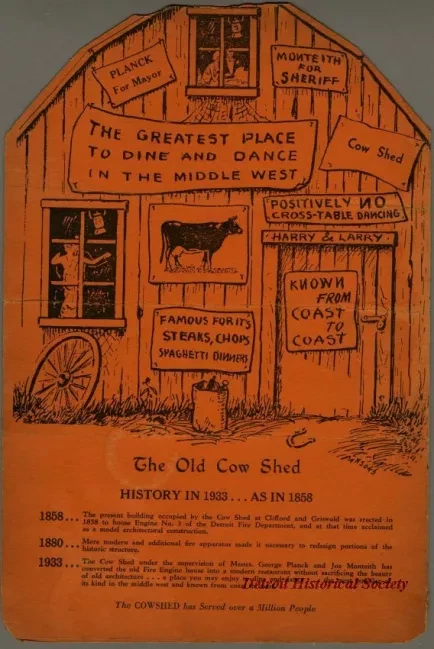 PLANCK
For Mayor
MONTEITH
FOR
SHERIFF
THE GREATEST PLACE
TO DINE AND DANCE
IN THE MIDDLE WEST
Cow Shed
POSITIVELY NO
CROSS-TABLE DANCING
HARRY & LARRY
KNOWN
FROM
COAST
TO
COAST
FAMOUS FOR IT'S
STEAKS, CHOPS
SPAGHETTI DINNERS
The Old Cow Shed
HISTORY IN 1933 . . . AS IN 1858
1858 . . . The present building occupied by the Cow Shed at Clifford and Griswold was erected in
1858 to house Engine No. 3 of the Detroit Fire Department, and at that time acclaimed
as a model architectural construction.
1880 . . . More modern and additional fire apparatus made it necessary to redesign portions of the
historic structure.
1933 . . . The Cow Shed under the supervision of Messrs. George Planck and Joe Monteith has
converted the old Fire Engine house into a modern restaurant without sacrificing the beauty
of old architecture . . . a place you may enjoy
its kind in the middle west and known from
Detroit Historical Society
The COWSHED has Served over a Million People